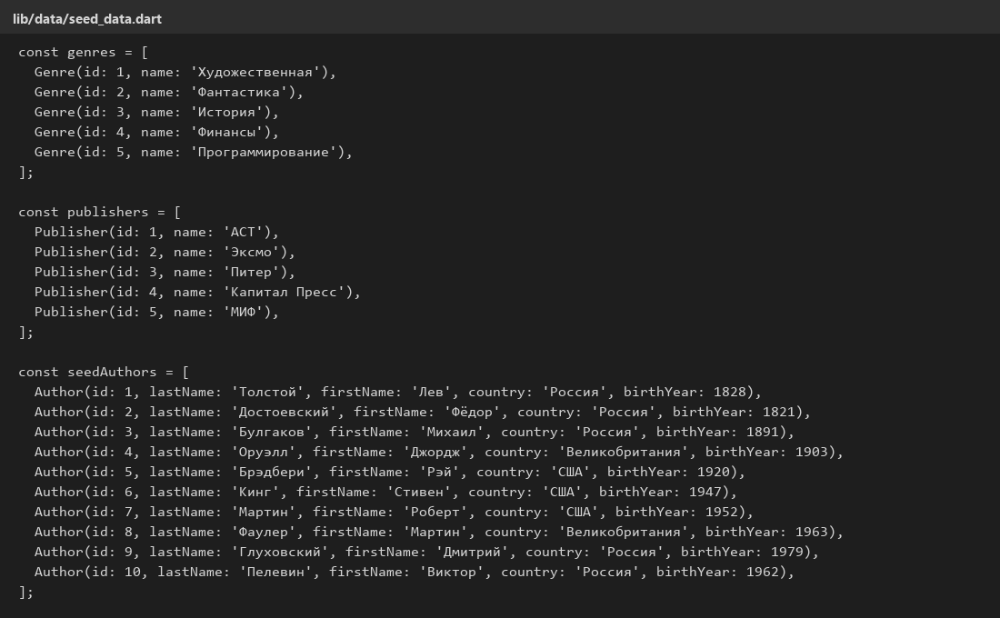 lib/data/seed_data.dart
const genres = [
  Genre(id: 1, name: 'Художественная'),
  Genre(id: 2, name: 'Фантастика'),
  Genre(id: 3, name: 'История'),
  Genre(id: 4, name: 'Финансы'),
  Genre(id: 5, name: 'Программирование'),
];

const publishers = [
  Publisher(id: 1, name: 'АСТ'),
  Publisher(id: 2, name: 'Эксмо'),
  Publisher(id: 3, name: 'Питер'),
  Publisher(id: 4, name: 'Капитал Пресс'),
  Publisher(id: 5, name: 'МИФ'),
];

const seedAuthors = [
  Author(id: 1, lastName: 'Толстой', firstName: 'Лев', country: 'Россия', birthYear: 1828),
  Author(id: 2, lastName: 'Достоевский', firstName: 'Фёдор', country: 'Россия', birthYear: 1821),
  Author(id: 3, lastName: 'Булгаков', firstName: 'Михаил', country: 'Россия', birthYear: 1891),
  Author(id: 4, lastName: 'Оруэлл', firstName: 'Джордж', country: 'Великобритания', birthYear: 1903),
  Author(id: 5, lastName: 'Брэдбери', firstName: 'Рэй', country: 'США', birthYear: 1920),
  Author(id: 6, lastName: 'Кинг', firstName: 'Стивен', country: 'США', birthYear: 1947),
  Author(id: 7, lastName: 'Мартин', firstName: 'Роберт', country: 'США', birthYear: 1952),
  Author(id: 8, lastName: 'Фаулер', firstName: 'Мартин', country: 'Великобритания', birthYear: 1963),
  Author(id: 9, lastName: 'Глуховский', firstName: 'Дмитрий', country: 'Россия', birthYear: 1979),
  Author(id: 10, lastName: 'Пелевин', firstName: 'Виктор', country: 'Россия', birthYear: 1962),
];